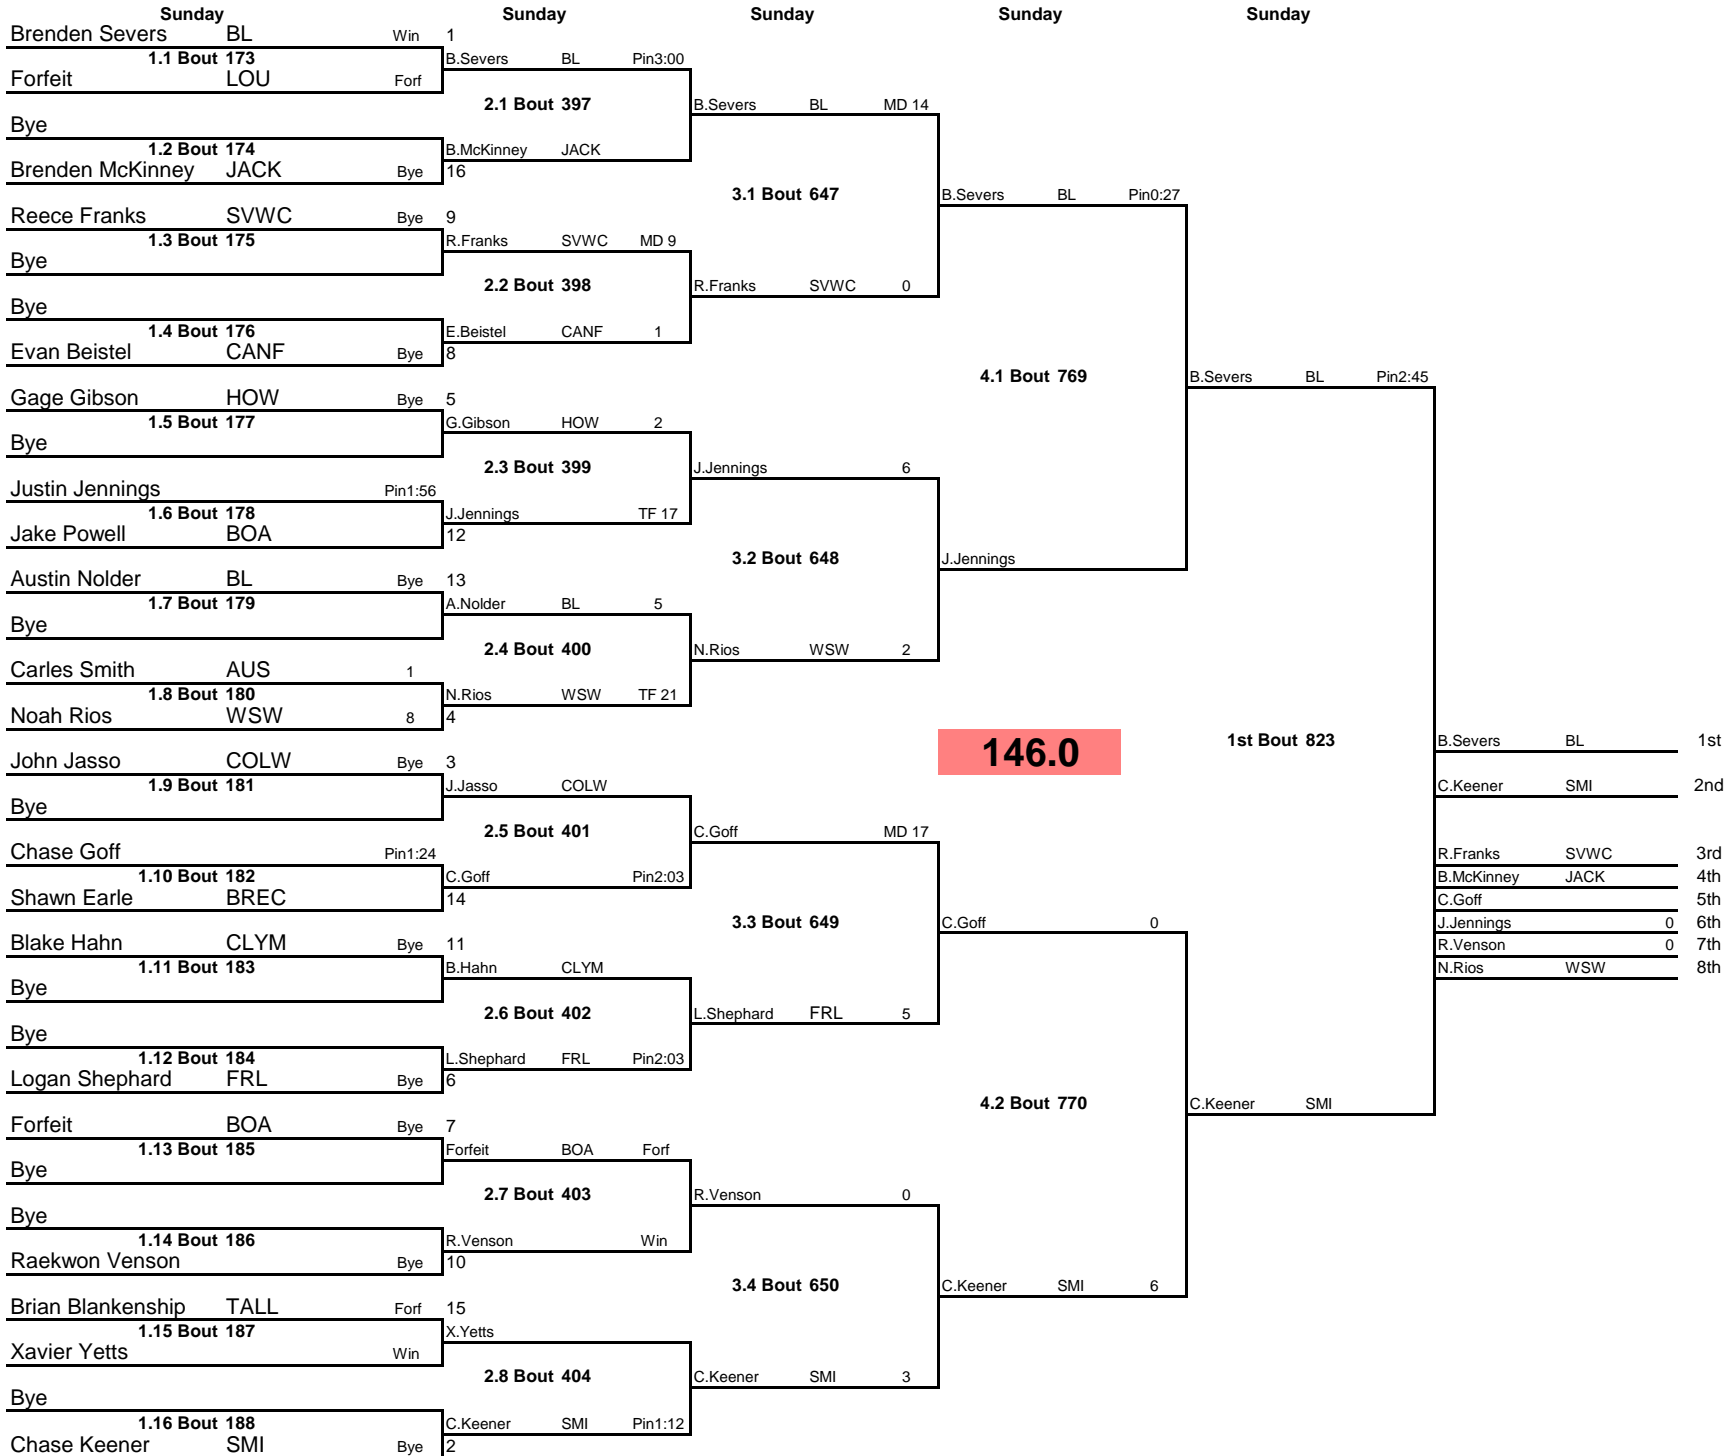 Sunday Sunday Sunday Sunday Sunday
Brenden Severs BL Win 1
1.1 Bout 173
Forfeit LOU Forf
Bye
1.2 Bout 174
Brenden McKinney JACK Bye 16
Reece Franks SVWC Bye 9
1.3 Bout 175
Bye
Bye
1.4 Bout 176
Evan Beistel CANF Bye 8
Gage Gibson HOW Bye 5
1.5 Bout 177
Bye
Justin Jennings Pin1:56
1.6 Bout 178
Jake Powell BOA 12
Austin Nolder BL Bye 13
1.7 Bout 179
Bye
Carles Smith AUS 1
1.8 Bout 180
Noah Rios WSW 8 4
John Jasso COLW Bye 3
1.9 Bout 181
Bye
Chase Goff Pin1:24
1.10 Bout 182
Shawn Earle BREC 14
Blake Hahn CLYM Bye 11
1.11 Bout 183
Bye
Bye
1.12 Bout 184
Logan Shephard FRL Bye 6
Forfeit BOA Bye 7
1.13 Bout 185
Bye
Bye
1.14 Bout 186
Raekwon Venson Bye 10
Brian Blankenship TALL Forf 15
1.15 Bout 187
Xavier Yetts Win
Bye
1.16 Bout 188
Chase Keener SMI Bye 2
B.Severs BL Pin3:00
2.1 Bout 397
B.McKinney JACK
R.Franks SVWC MD 9
2.2 Bout 398
E.Beistel CANF 1
G.Gibson HOW 2
2.3 Bout 399
J.Jennings TF 17
A.Nolder BL 5
2.4 Bout 400
N.Rios WSW TF 21
J.Jasso COLW
2.5 Bout 401
C.Goff Pin2:03
B.Hahn CLYM
2.6 Bout 402
L.Shephard FRL Pin2:03
Forfeit BOA Forf
2.7 Bout 403
R.Venson Win
X.Yetts
2.8 Bout 404
C.Keener SMI Pin1:12
B.Severs BL MD 14
3.1 Bout 647
R.Franks SVWC 0
J.Jennings 6
3.2 Bout 648
N.Rios WSW 2
C.Goff MD 17
3.3 Bout 649
L.Shephard FRL 5
R.Venson 0
3.4 Bout 650
C.Keener SMI 3
B.Severs BL Pin0:27
4.1 Bout 769
J.Jennings
146.0
C.Goff 0
4.2 Bout 770
C.Keener SMI 6
B.Severs BL Pin2:45
1st Bout 823
C.Keener SMI
B.Severs BL 1st
C.Keener SMI 2nd
R.Franks SVWC 3rd
B.McKinney JACK 4th
C.Goff 5th
J.Jennings 0 6th
R.Venson 0 7th
N.Rios WSW 8th